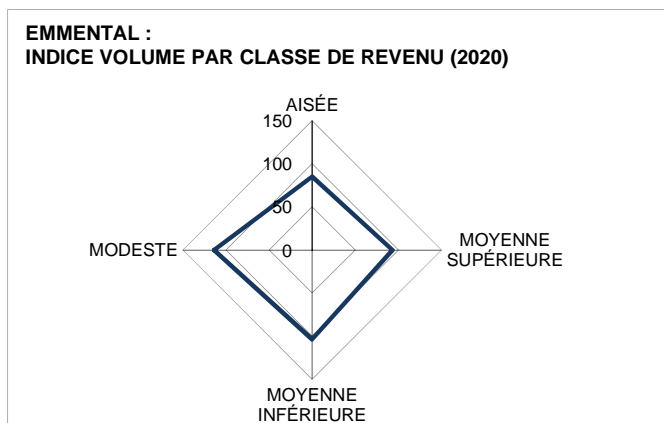 EMMENTAL :
INDICE VOLUME PAR CLASSE DE REVENU (2020)
AISÉE
150
100
50
0
MODESTE
MOYENNE
SUPÉRIEURE
MOYENNE
INFÉRIEURE